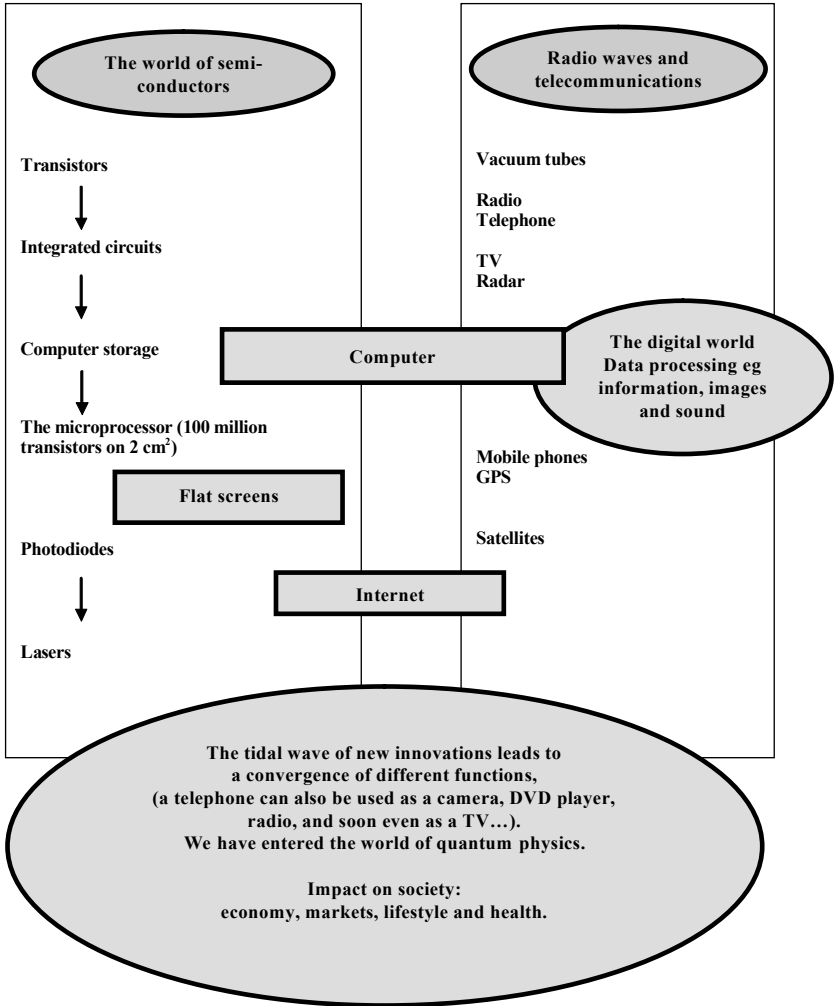 The world of semi-
conductors
Transistors
Integrated circuits
Computer storage
The microprocessor (100 million
transistors on 2 cm²)
Flat screens
Photodiodes
Lasers
Radio waves and
telecommunications
Vacuum tubes
Radio
Telephone
TV
Radar
Computer
The digital world
Data processing eg
information, images
and sound
Mobile phones
GPS
Satellites
Internet
The tidal wave of new innovations leads to
a convergence of different functions,
(a telephone can also be used as a camera, DVD player,
radio, and soon even as a TV…).
We have entered the world of quantum physics.
Impact on society:
economy, markets, lifestyle and health.